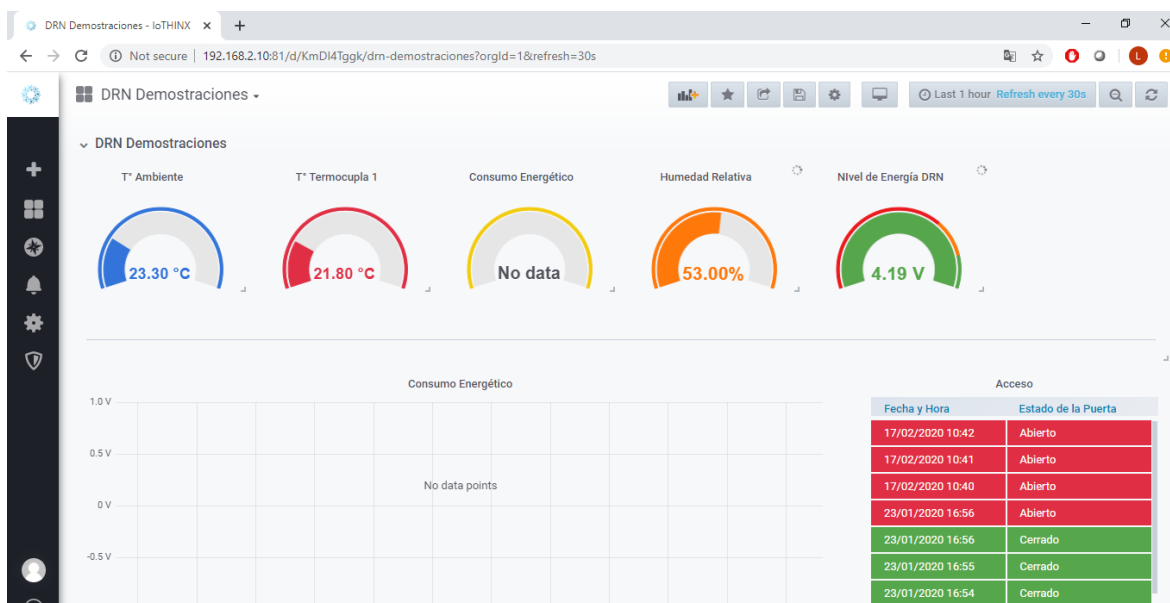 DRN Demostraciones - IoTHINX
Not secure | 192.168.2.10:81/d/KmDI4Tggk/drn-demostraciones?orgId=1&refresh=30s
L
DRN Demostraciones
Last 1 hour Refresh every 30s
DRN Demostraciones
T° Ambiente
T° Termocupla 1
Consumo Energético
Humedad Relativa
NIvel de Energía DRN
23.30 °C
21.80 °C
No data
53.00%
4.19 V
Consumo Energético
1.0 V
0.5 V
0 V
-0.5 V
No data points
Acceso
Fecha y Hora Estado de la Puerta
17/02/2020 10:42 Abierto
17/02/2020 10:41 Abierto
17/02/2020 10:40 Abierto
23/01/2020 16:56 Abierto
23/01/2020 16:56 Cerrado
23/01/2020 16:55 Cerrado
23/01/2020 16:54 Cerrado